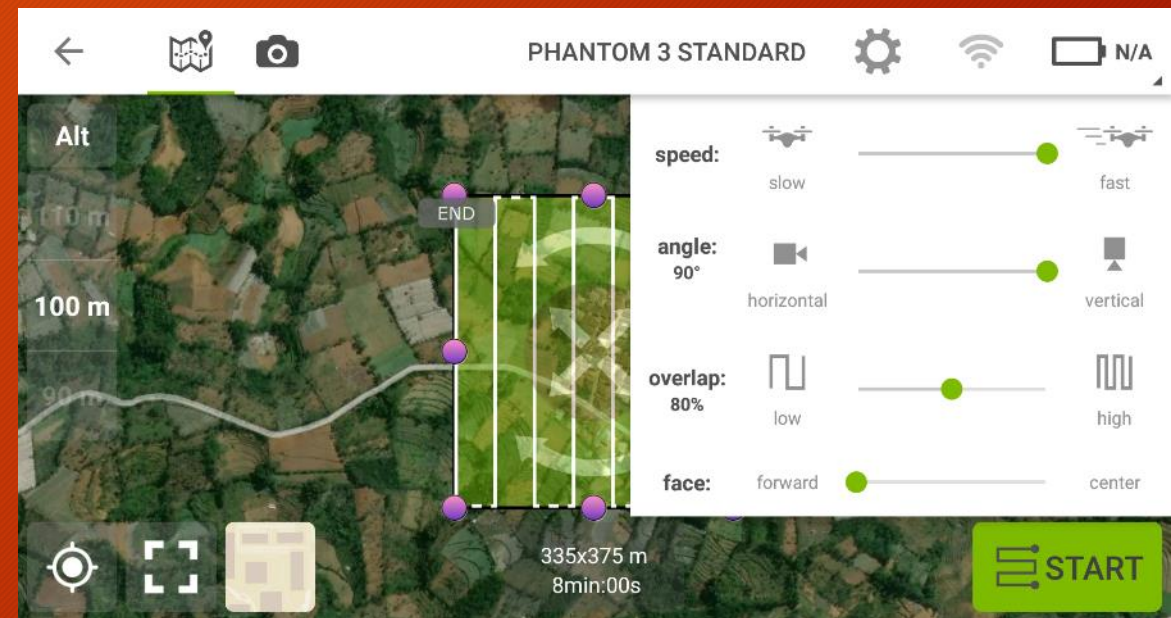 PHANTOM 3 STANDARD
N/A
Alt
110 m
100 m
90 m
END
speed:
slow
fast
angle:
90°
horizontal
vertical
overlap:
80%
low
high
face:
forward
center
335x375 m
8min:00s
START